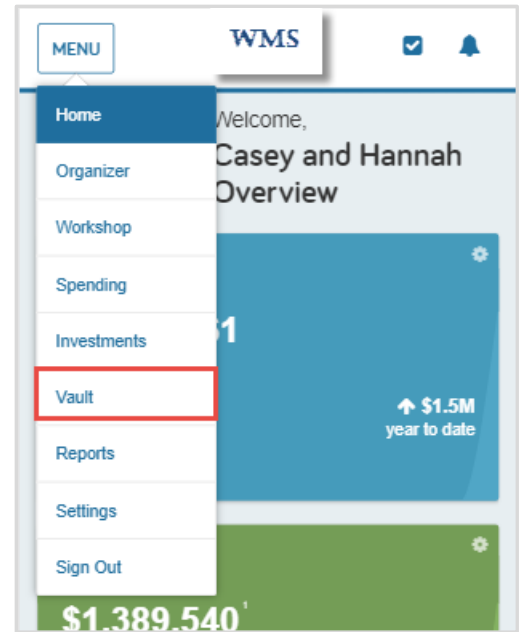 MENU
WMS
Home
Welcome,
Casey and Hannah
Organizer
Overview
Workshop
Spending
Investments
Vault
$1.5M
year to date
Reports
Settings
Sign Out
$1,389,540¹